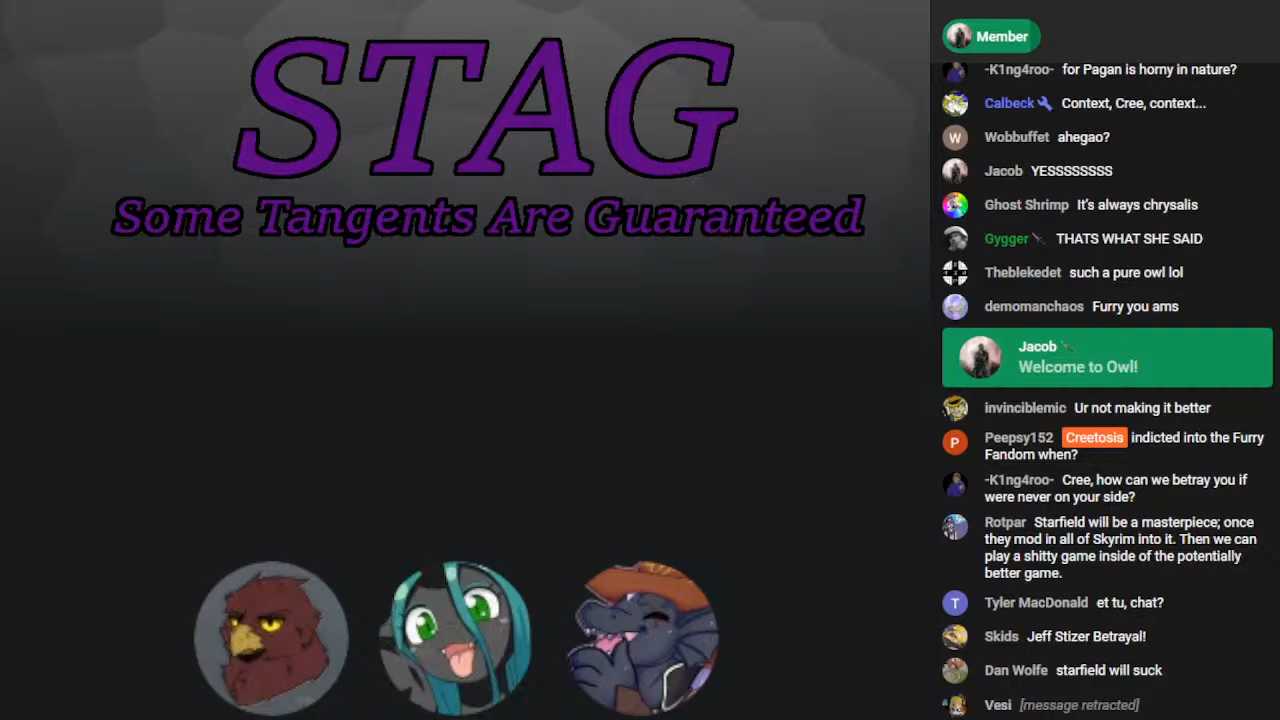 STAG
Some Tangents Are Guaranteed
Member
-K1ng4roo- for Pagan is horny in nature?
Calbeck Context, Cree, context...
W Wobbuffet ahegao?
Jacob YESSSSSSSS
Ghost Shrimp It's always chrysalis
Gygger THATS WHAT SHE SAID
Theblekedet such a pure owl lol
demomanchaos Furry you ams
Jacob
Welcome to Owl!
invinciblemic Ur not making it better
P Peepsy152 Creetosis indicted into the Furry
Fandom when?
-K1ng4roo- Cree, how can we betray you if
were never on your side?
Rotpar Starfield will be a masterpiece; once
they mod in all of Skyrim into it. Then we can
play a shitty game inside of the potentially
better game.
T Tyler MacDonald et tu, chat?
Skids Jeff Stizer Betrayal!
Dan Wolfe starfield will suck
Vesi [message retracted]